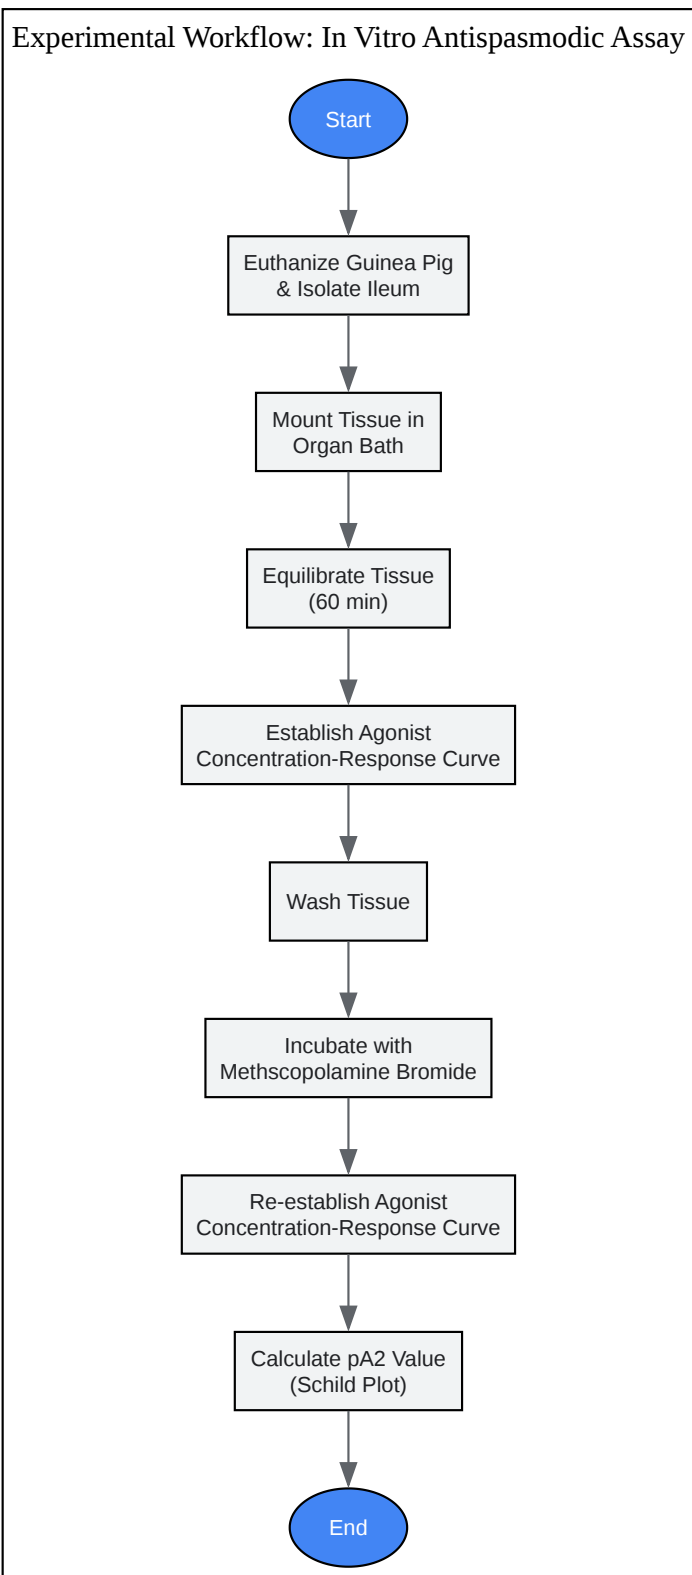 Experimental Workflow: In Vitro Antispasmodic Assay
Start
Euthanize Guinea Pig
& Isolate Ileum
Mount Tissue in
Organ Bath
Equilibrate Tissue
(60 min)
Establish Agonist
Concentration-Response Curve
Wash Tissue
Incubate with
Methscopolamine Bromide
Re-establish Agonist
Concentration-Response Curve
Calculate pA2 Value
(Schild Plot)
End